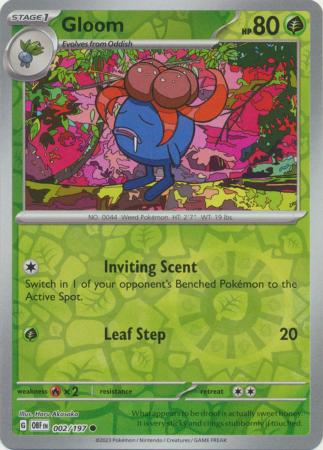 STAGE 1
Gloom
HP 80
Evolves from Oddish
NO. 0044 Weed Pokémon. HT: 2'7" WT: 19 lbs.
Inviting Scent
Switch in 1 of your opponent's Benched Pokémon to the
Active Spot.
Leaf Step 20
weakness ×2 resistance retreat
Illus. Haru Akasaka
G OBF EN 002/197
What appears to be drool is actually sweet honey.
It is very sticky and clings stubbornly if touched.
©2023 Pokémon / Nintendo / Creatures / GAME FREAK